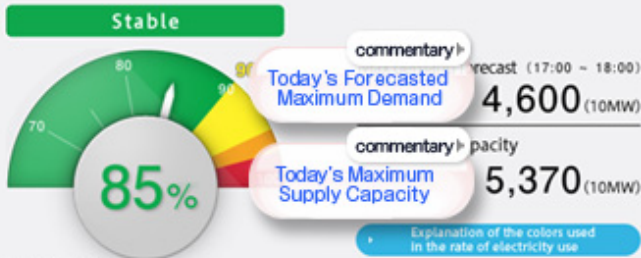 Stable
80
90
70
90
85%
commentary
Today's Forecasted
Maximum Demand
recast (17:00 ~ 18:00)
4,600 (10MW)
commentary
Today's Maximum
Supply Capacity
pacity
5,370 (10MW)
Explanation of the colors used
in the rate of electricity use